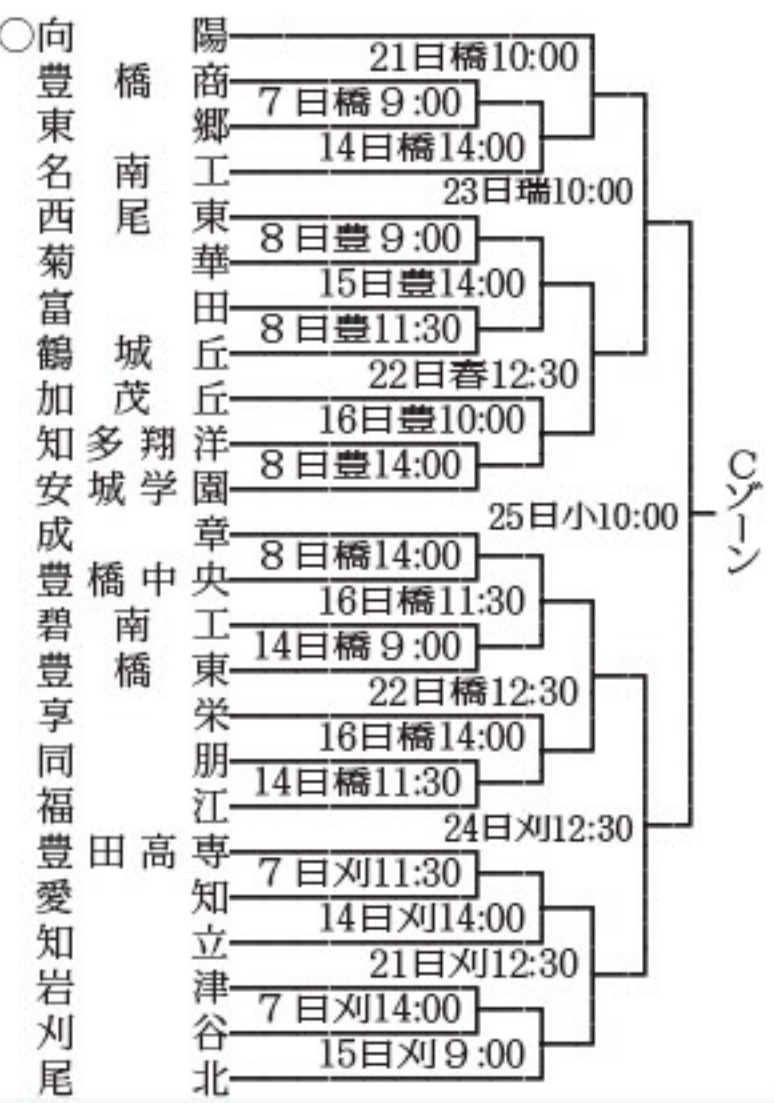 ○向陽
21日橋10:00
豊橋商
7日橋9:00
東郷
14日橋14:00
名南工
23日瑞10:00
西尾東
8日豊9:00
菊華
15日豊14:00
富田
8日豊11:30
鶴城丘
22日春12:30
加茂丘
16日豊10:00
知多翔洋
8日豊14:00
安城学園
25日小10:00
Cゾーン
成章
8日橋14:00
豊橋中央
16日橋11:30
碧南工
14日橋9:00
豊橋東
22日橋12:30
享栄
16日橋14:00
同朋
14日橋11:30
福江
24日刈12:30
豊田高専
7日刈11:30
愛知
14日刈14:00
知立
21日刈12:30
岩津
7日刈14:00
刈谷
15日刈9:00
尾北